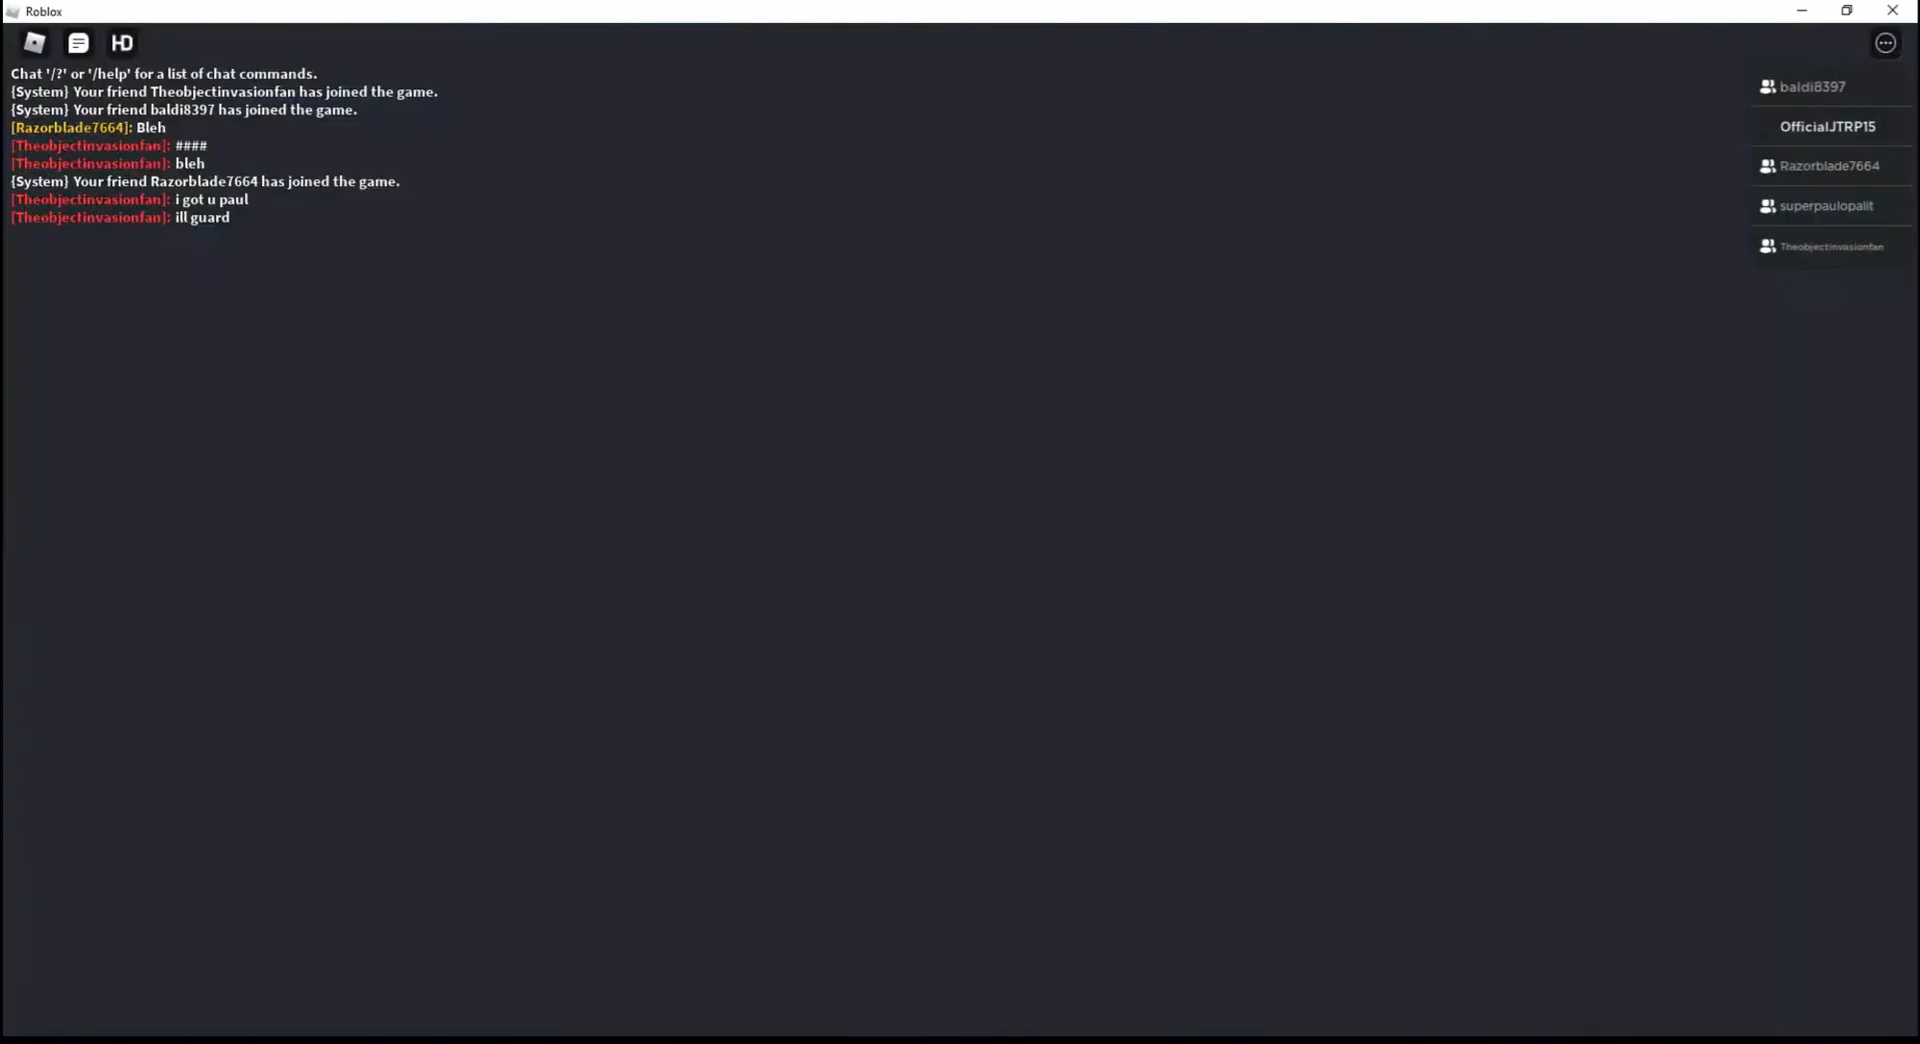 Roblox
HD
Chat '/?' or '/help' for a list of chat commands.
{System} Your friend Theobjectinvasionfan has joined the game.
{System} Your friend baldi8397 has joined the game.
[Razorblade7664]: Bleh
[Theobjectinvasionfan]: ####
[Theobjectinvasionfan]: bleh
{System} Your friend Razorblade7664 has joined the game.
[Theobjectinvasionfan]: i got u paul
[Theobjectinvasionfan]: ill guard
baldi8397
OfficialJTRP15
Razorblade7664
superpaulopalit
Theobjectinvasionfan